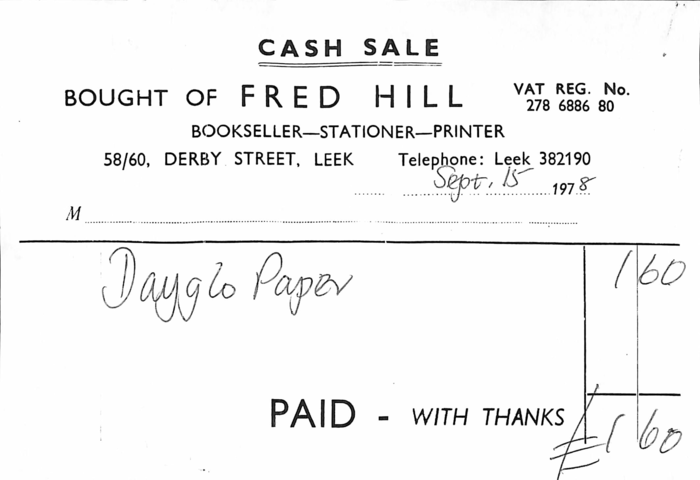 CASH SALE
BOUGHT OF FRED HILL
VAT REG. No.
278 6886 80
BOOKSELLER—STATIONER—PRINTER
58/60, DERBY STREET, LEEK Telephone: Leek 382190
Sept. 15 1978
M
Dayglo Paper 1 60
PAID - WITH THANKS £1 60